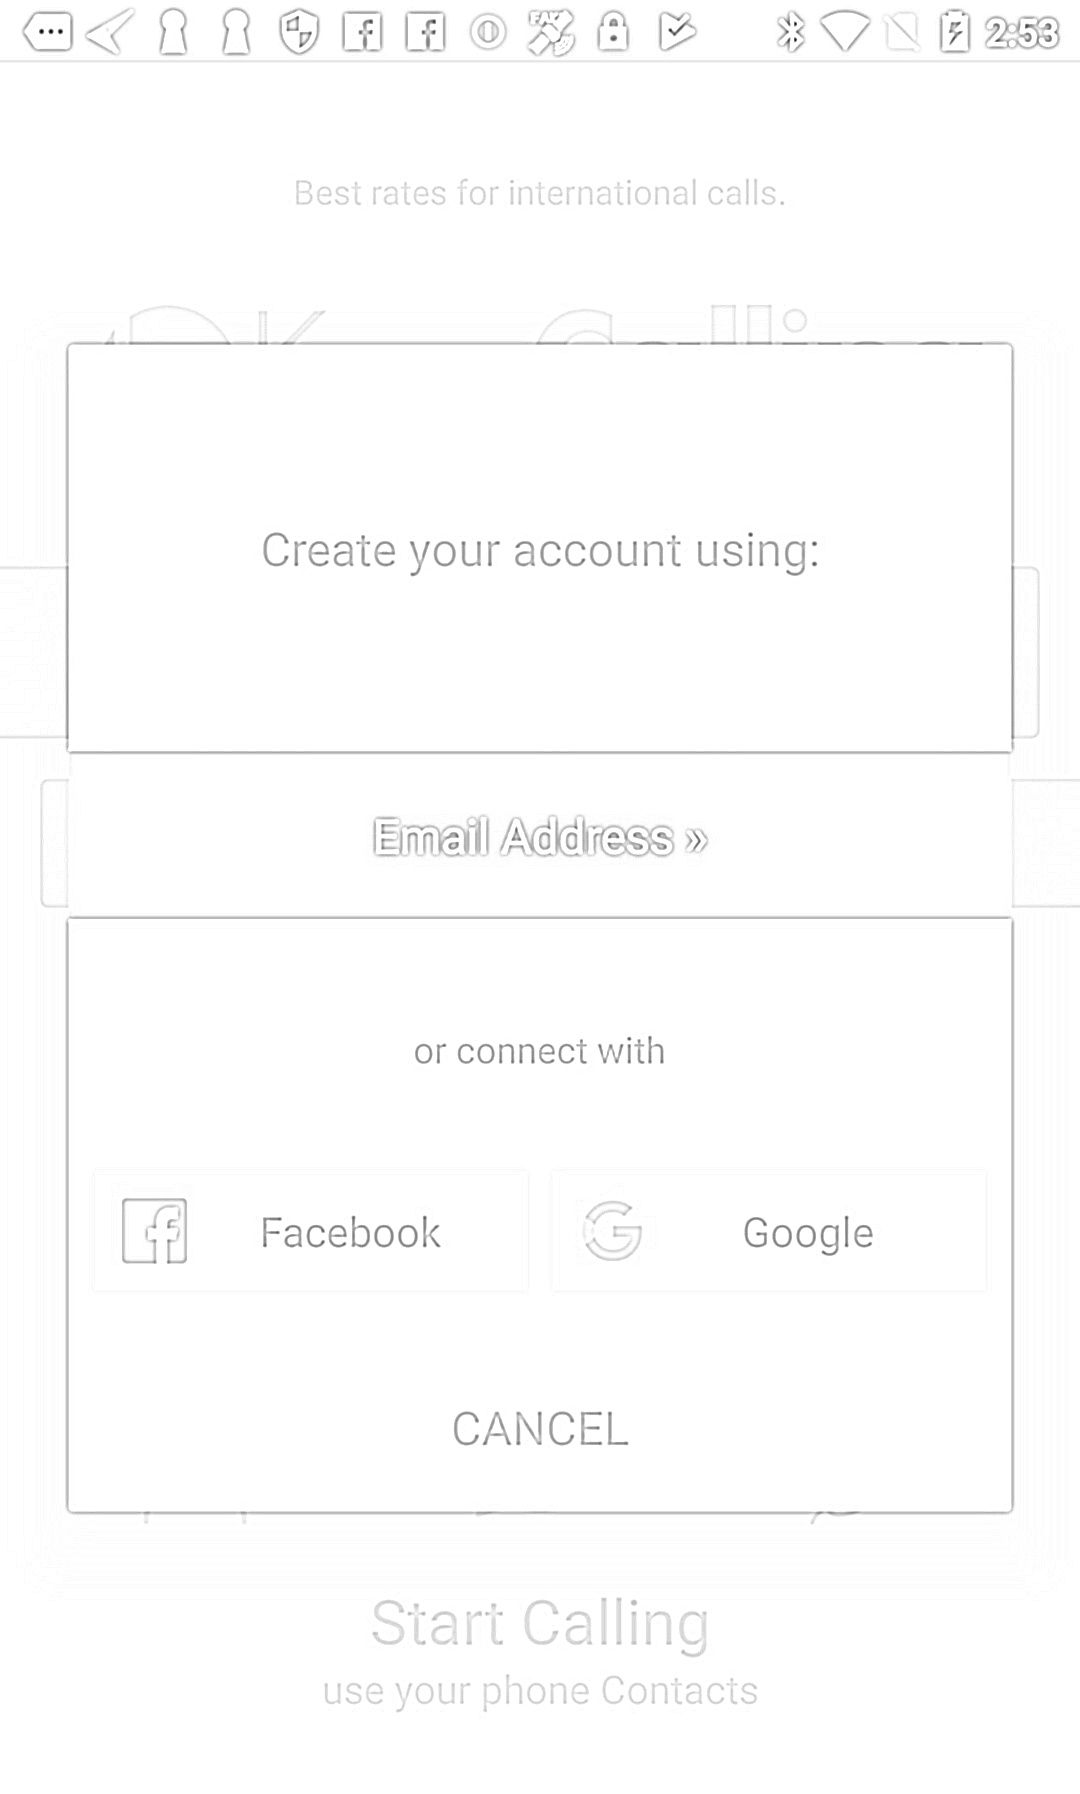 2:53
Best rates for international calls.
Create your account using:
Email Address »
or connect with
Facebook
Google
CANCEL
Start Calling
use your phone Contacts